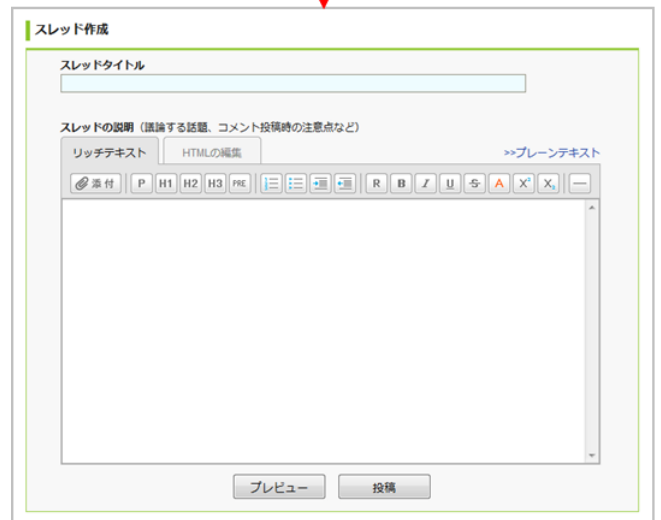 スレッド作成
スレッドタイトル
スレッドの説明（議論する話題、コメント投稿時の注意点など）
リッチテキスト HTMLの編集 >>プレーンテキスト
添付 P H1 H2 H3 PRE R B I U S A X² X₂ —
プレビュー 投稿